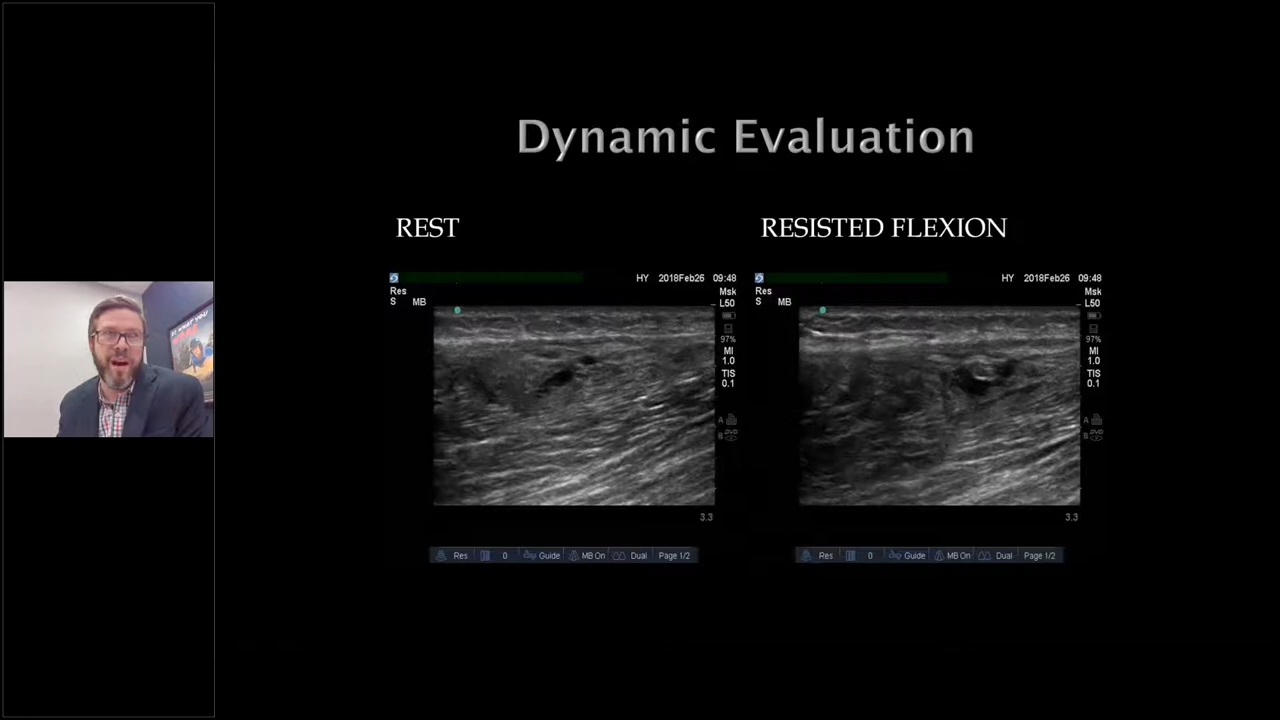 Dynamic Evaluation
REST
RESISTED FLEXION
HY 2018Feb26 09:48
Res
S MB
Msk
L50
97%
MI
1.0
TIS
0.1
A
B
3.3
Res 0 Guide MB On Dual Page 1/2
HY 2018Feb26 09:48
Res
S MB
Msk
L50
97%
MI
1.0
TIS
0.1
A
B
3.3
Res 0 Guide MB On Dual Page 1/2